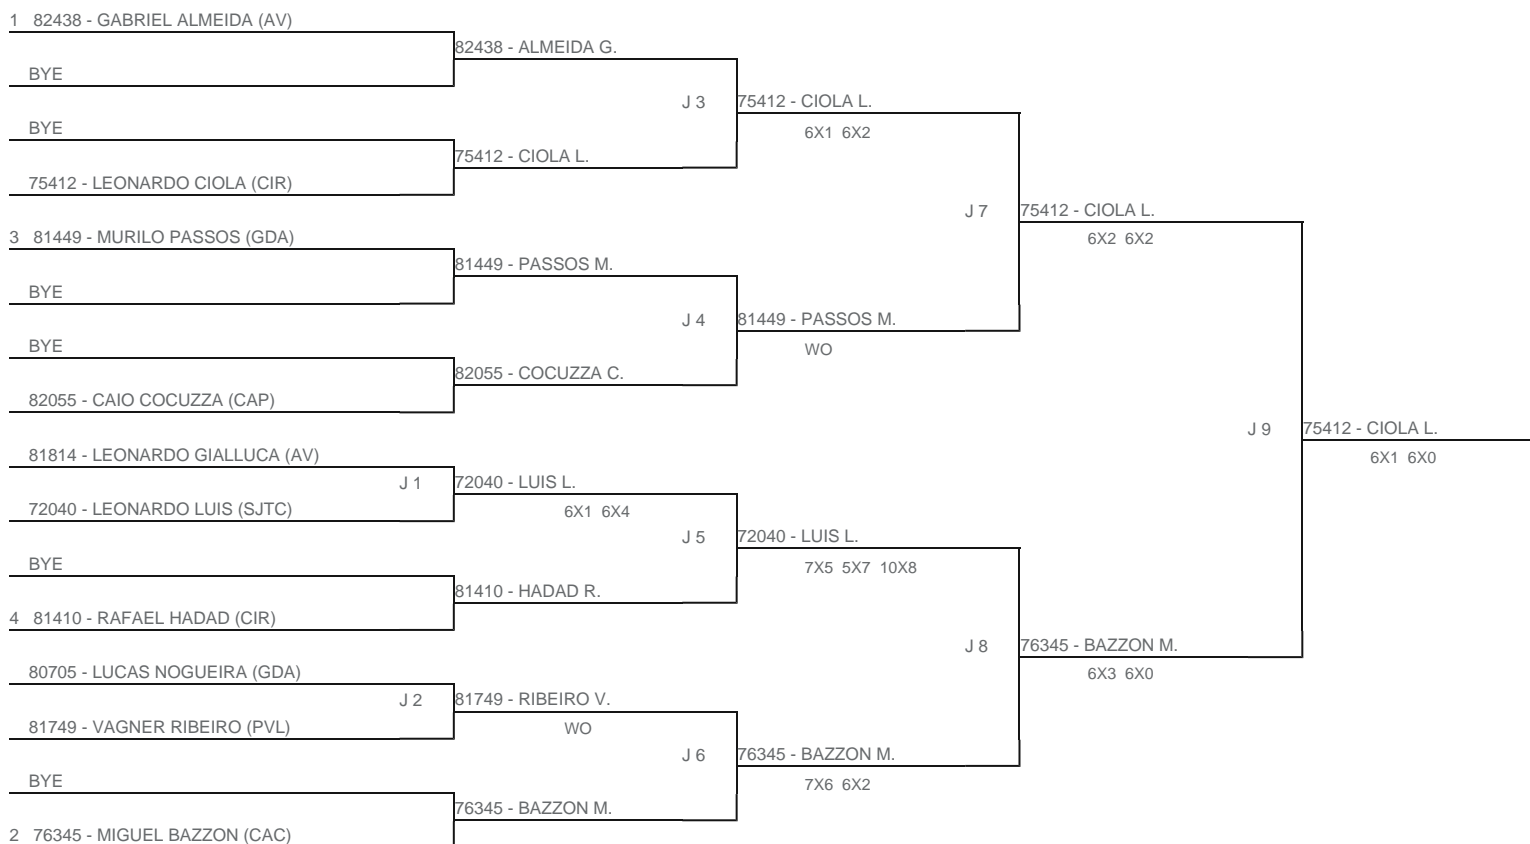 1 82438 - GABRIEL ALMEIDA (AV)
82438 - ALMEIDA G.
BYE
J 3
75412 - CIOLA L.
BYE
6X1 6X2
75412 - CIOLA L.
75412 - LEONARDO CIOLA (CIR)
J 7
75412 - CIOLA L.
3 81449 - MURILO PASSOS (GDA)
6X2 6X2
81449 - PASSOS M.
BYE
J 4
81449 - PASSOS M.
BYE
WO
82055 - COCUZZA C.
82055 - CAIO COCUZZA (CAP)
J 9
75412 - CIOLA L.
81814 - LEONARDO GIALLUCA (AV)
6X1 6X0
J 1
72040 - LUIS L.
72040 - LEONARDO LUIS (SJTC)
6X1 6X4
J 5
72040 - LUIS L.
BYE
7X5 5X7 10X8
81410 - HADAD R.
4 81410 - RAFAEL HADAD (CIR)
J 8
76345 - BAZZON M.
80705 - LUCAS NOGUEIRA (GDA)
6X3 6X0
J 2
81749 - RIBEIRO V.
81749 - VAGNER RIBEIRO (PVL)
WO
J 6
76345 - BAZZON M.
BYE
7X6 6X2
76345 - BAZZON M.
2 76345 - MIGUEL BAZZON (CAC)